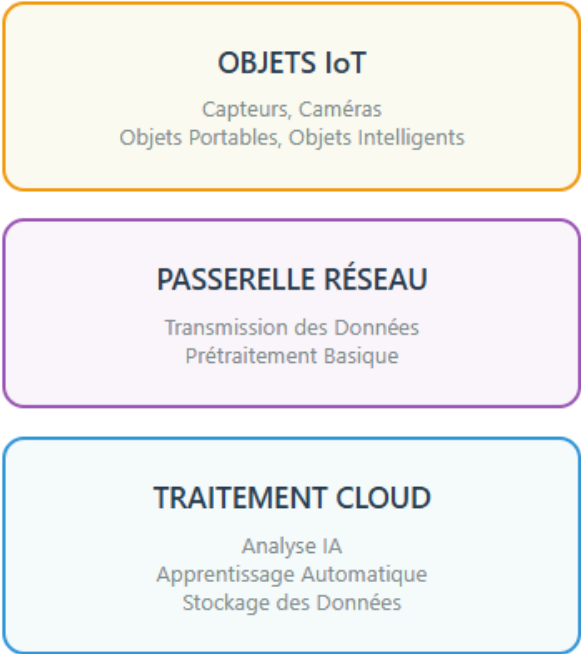 OBJETS IoT
Capteurs, Caméras
Objets Portables, Objets Intelligents
PASSERELLE RÉSEAU
Transmission des Données
Prétraitement Basique
TRAITEMENT CLOUD
Analyse IA
Apprentissage Automatique
Stockage des Données